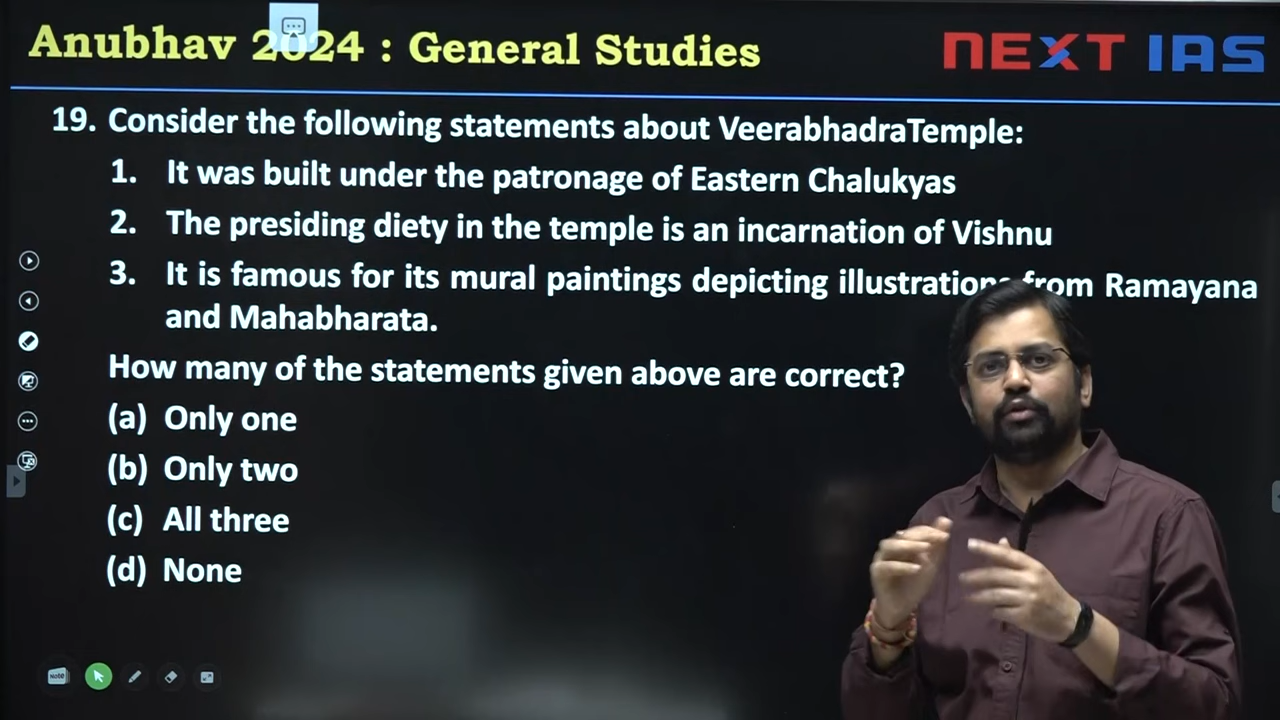 Anubhav 2024 : General Studies
NEXT IAS
19. Consider the following statements about VeerabhadraTemple:
1. It was built under the patronage of Eastern Chalukyas
2. The presiding diety in the temple is an incarnation of Vishnu
3. It is famous for its mural paintings depicting illustrations from Ramayana
and Mahabharata.
How many of the statements given above are correct?
(a) Only one
(b) Only two
(c) All three
(d) None
Note